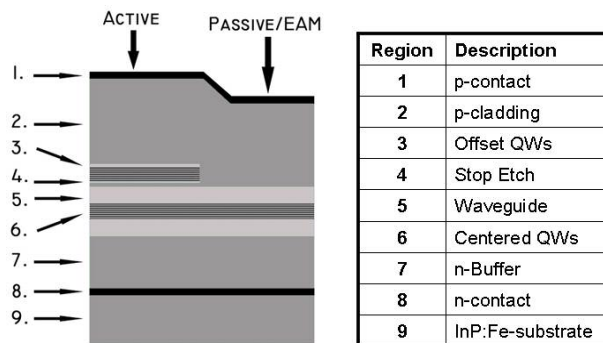 ACTIVE
PASSIVE/EAM
1.
2.
3.
4.
5.
6.
7.
8.
9.
Region Description
1 p-contact
2 p-cladding
3 Offset QWs
4 Stop Etch
5 Waveguide
6 Centered QWs
7 n-Buffer
8 n-contact
9 InP:Fe-substrate